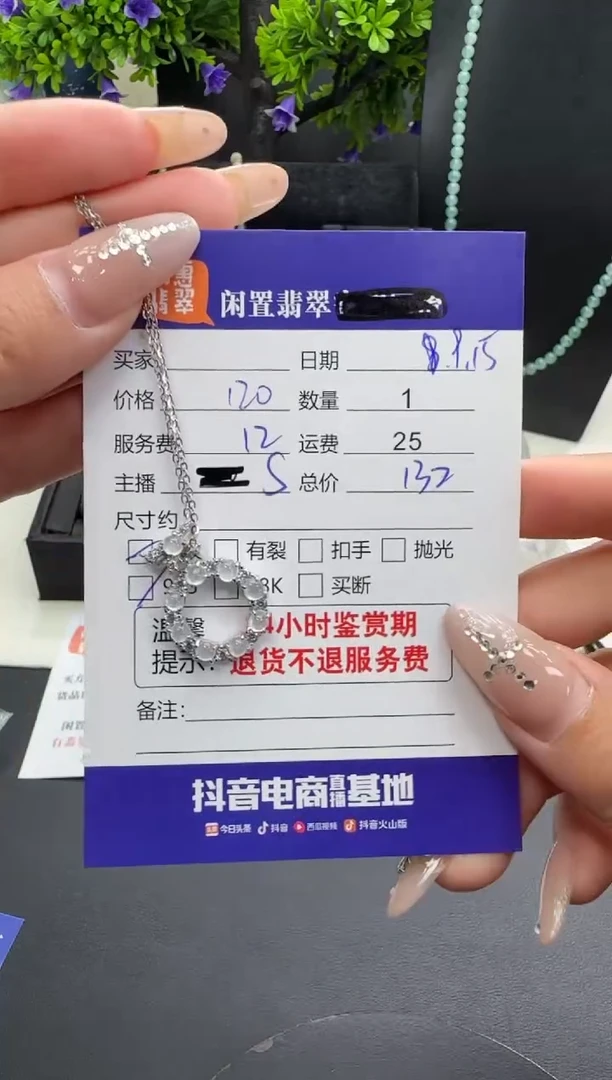 惠
翡翠
闲置翡翠
买家 日期 8.1.15
价格 120 数量 1
服务费 12 运费 25
主播 S 总价 132
尺寸约
有裂 扣手 抛光
买断
温馨 4小时鉴赏期
提示: 退货不退服务费
备注:
抖音电商直播基地
今日头条 抖音 西瓜视频 抖音火山版